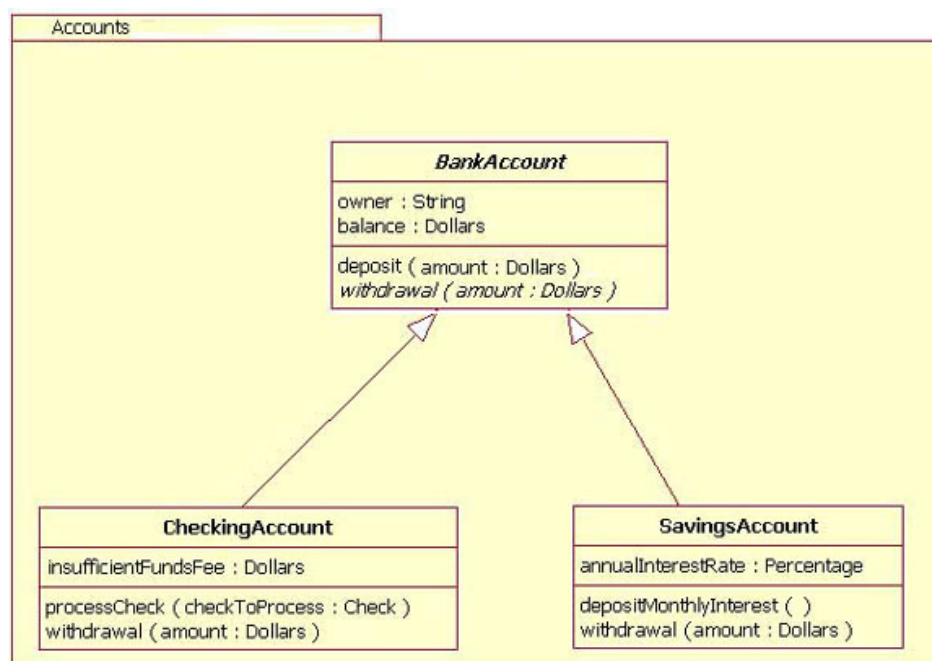 Accounts
BankAccount
owner : String
balance : Dollars
deposit ( amount : Dollars )
withdrawal ( amount : Dollars )
CheckingAccount
insufficientFundsFee : Dollars
processCheck ( checkToProcess : Check )
withdrawal ( amount : Dollars )
SavingsAccount
annualInterestRate : Percentage
depositMonthlyInterest ( )
withdrawal ( amount : Dollars )